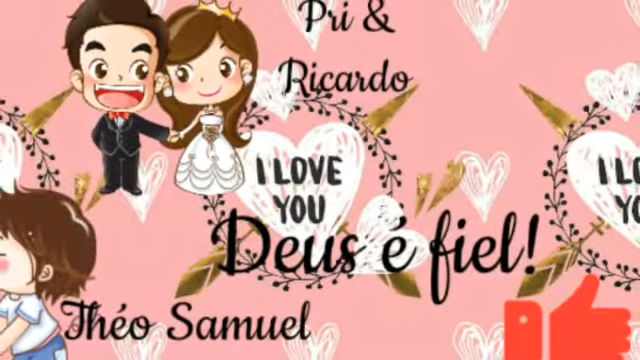 Pri &
Ricardo
I LOVE
YOU
I LO
YO
Deus é fiel!
Théo Samuel